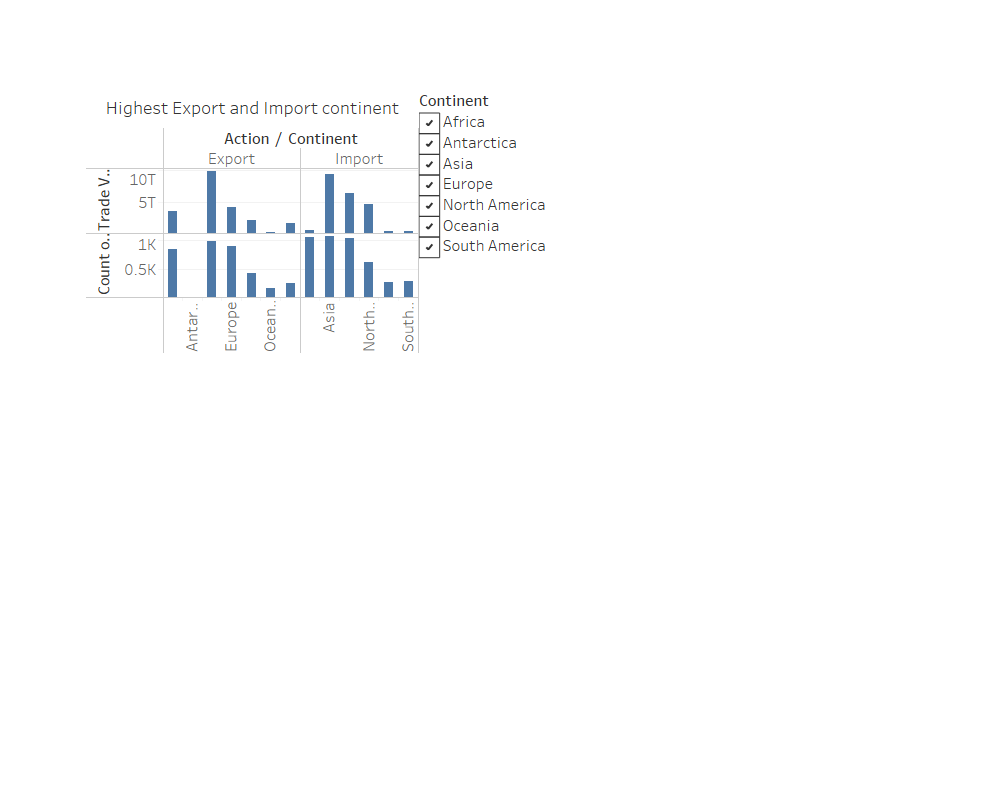 Highest Export and Import continent
Action / Continent
Export Import
Trade V..
10T
5T
Count o..
1K
0.5K
Antar..
Europe
Ocean..
Asia
North..
South..
Continent
Africa
Antarctica
Asia
Europe
North America
Oceania
South America